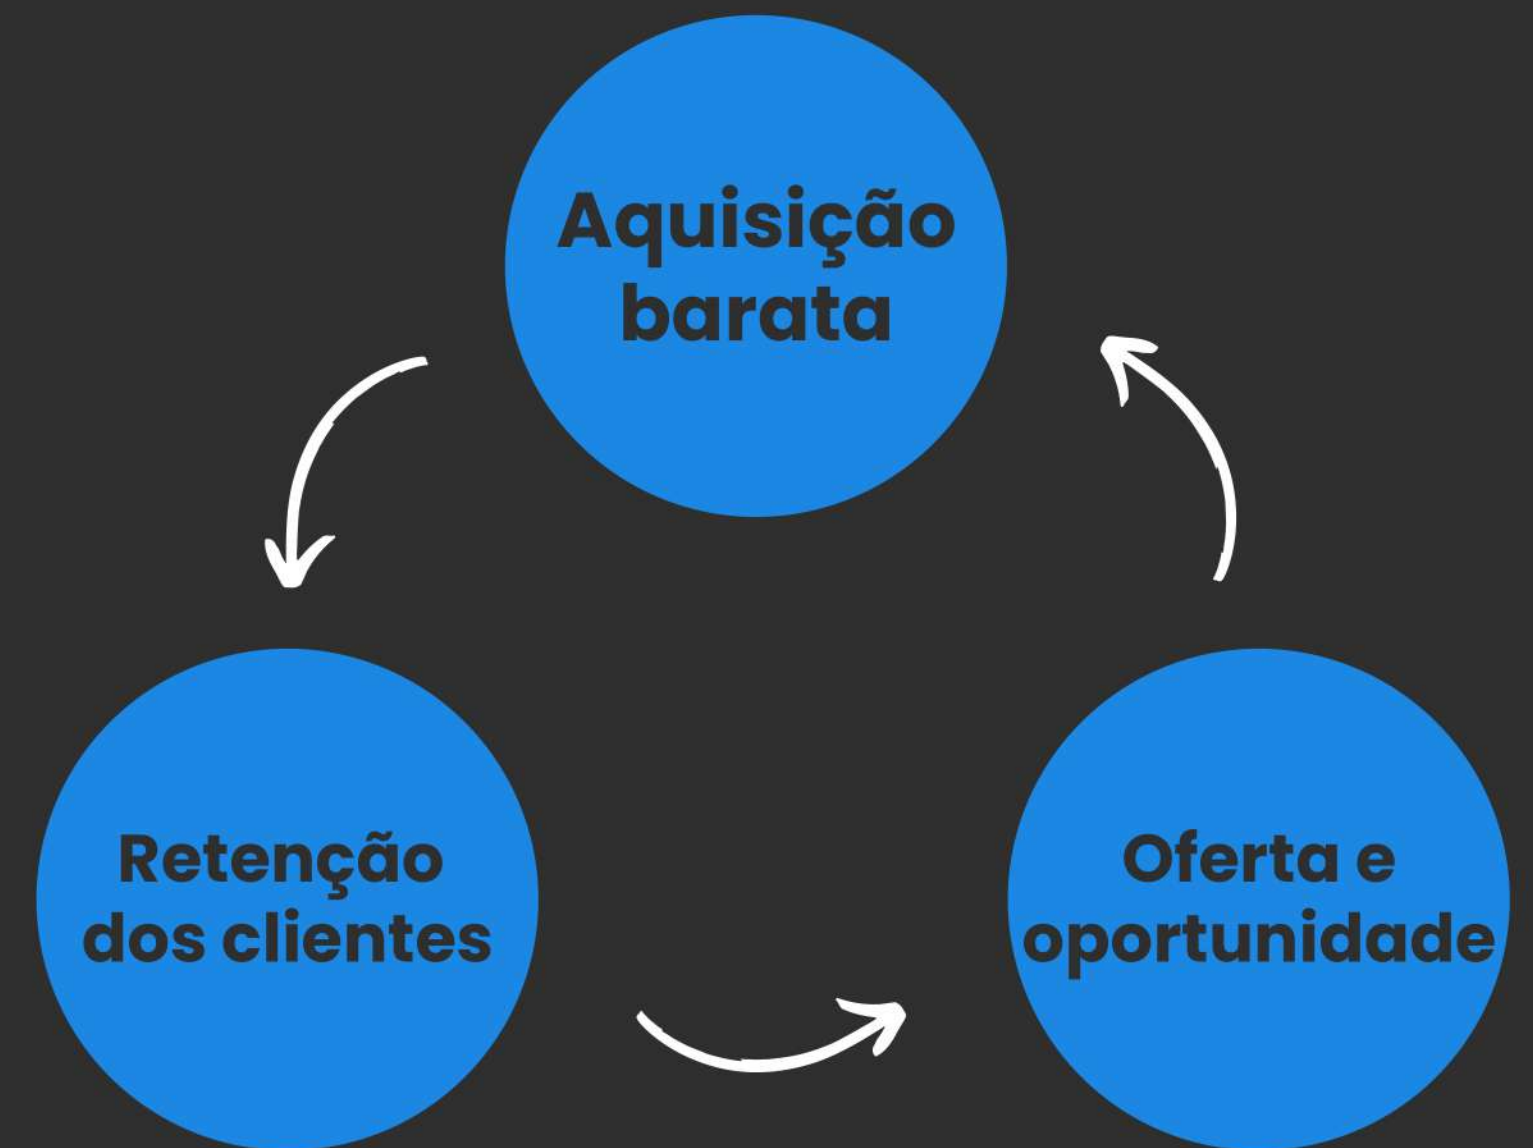 Aquisição
barata
Retenção
dos clientes
Oferta e
oportunidade